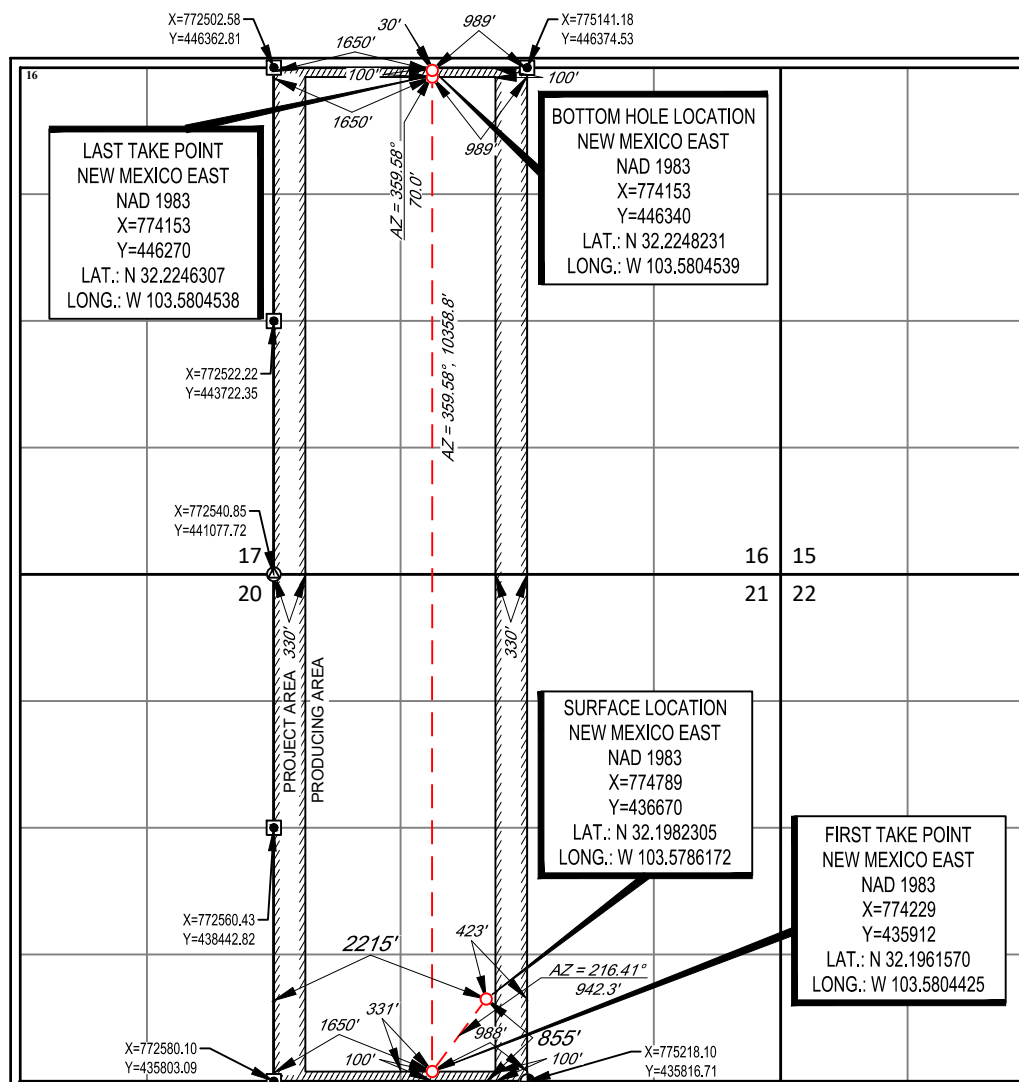 X=772502.58
Y=446362.81
30'
989'
X=775141.18
Y=446374.53
1650'
16
100'
100'
1650'
989'
LAST TAKE POINT
NEW MEXICO EAST
NAD 1983
X=774153
Y=446270
LAT.: N 32.2246307
LONG.: W 103.5804538
AZ = 359.58°
70.0'
BOTTOM HOLE LOCATION
NEW MEXICO EAST
NAD 1983
X=774153
Y=446340
LAT.: N 32.2248231
LONG.: W 103.5804539
AZ = 359.58°, 10358.8'
X=772522.22
Y=443722.35
X=772540.85
Y=441077.72
17
16
15
20
21
22
330'
330'
PROJECT AREA
PRODUCING AREA
SURFACE LOCATION
NEW MEXICO EAST
NAD 1983
X=774789
Y=436670
LAT.: N 32.1982305
LONG.: W 103.5786172
FIRST TAKE POINT
NEW MEXICO EAST
NAD 1983
X=774229
Y=435912
LAT.: N 32.1961570
LONG.: W 103.5804425
X=772560.43
Y=438442.82
2215'
423'
AZ = 216.41°
942.3'
331'
1650'
988'
855'
100'
100'
X=772580.10
Y=435803.09
X=775218.10
Y=435816.71